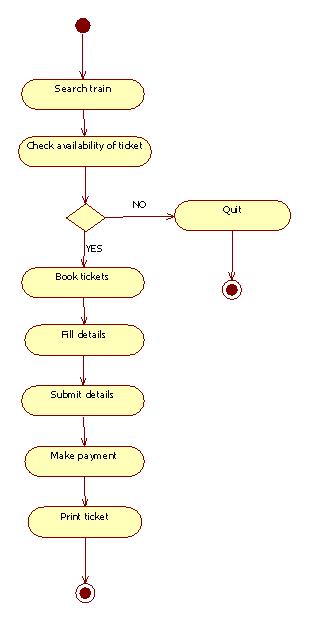 Search train
Check availability of ticket
NO
Quit
YES
Book tickets
Fill details
Submit details
Make payment
Print ticket